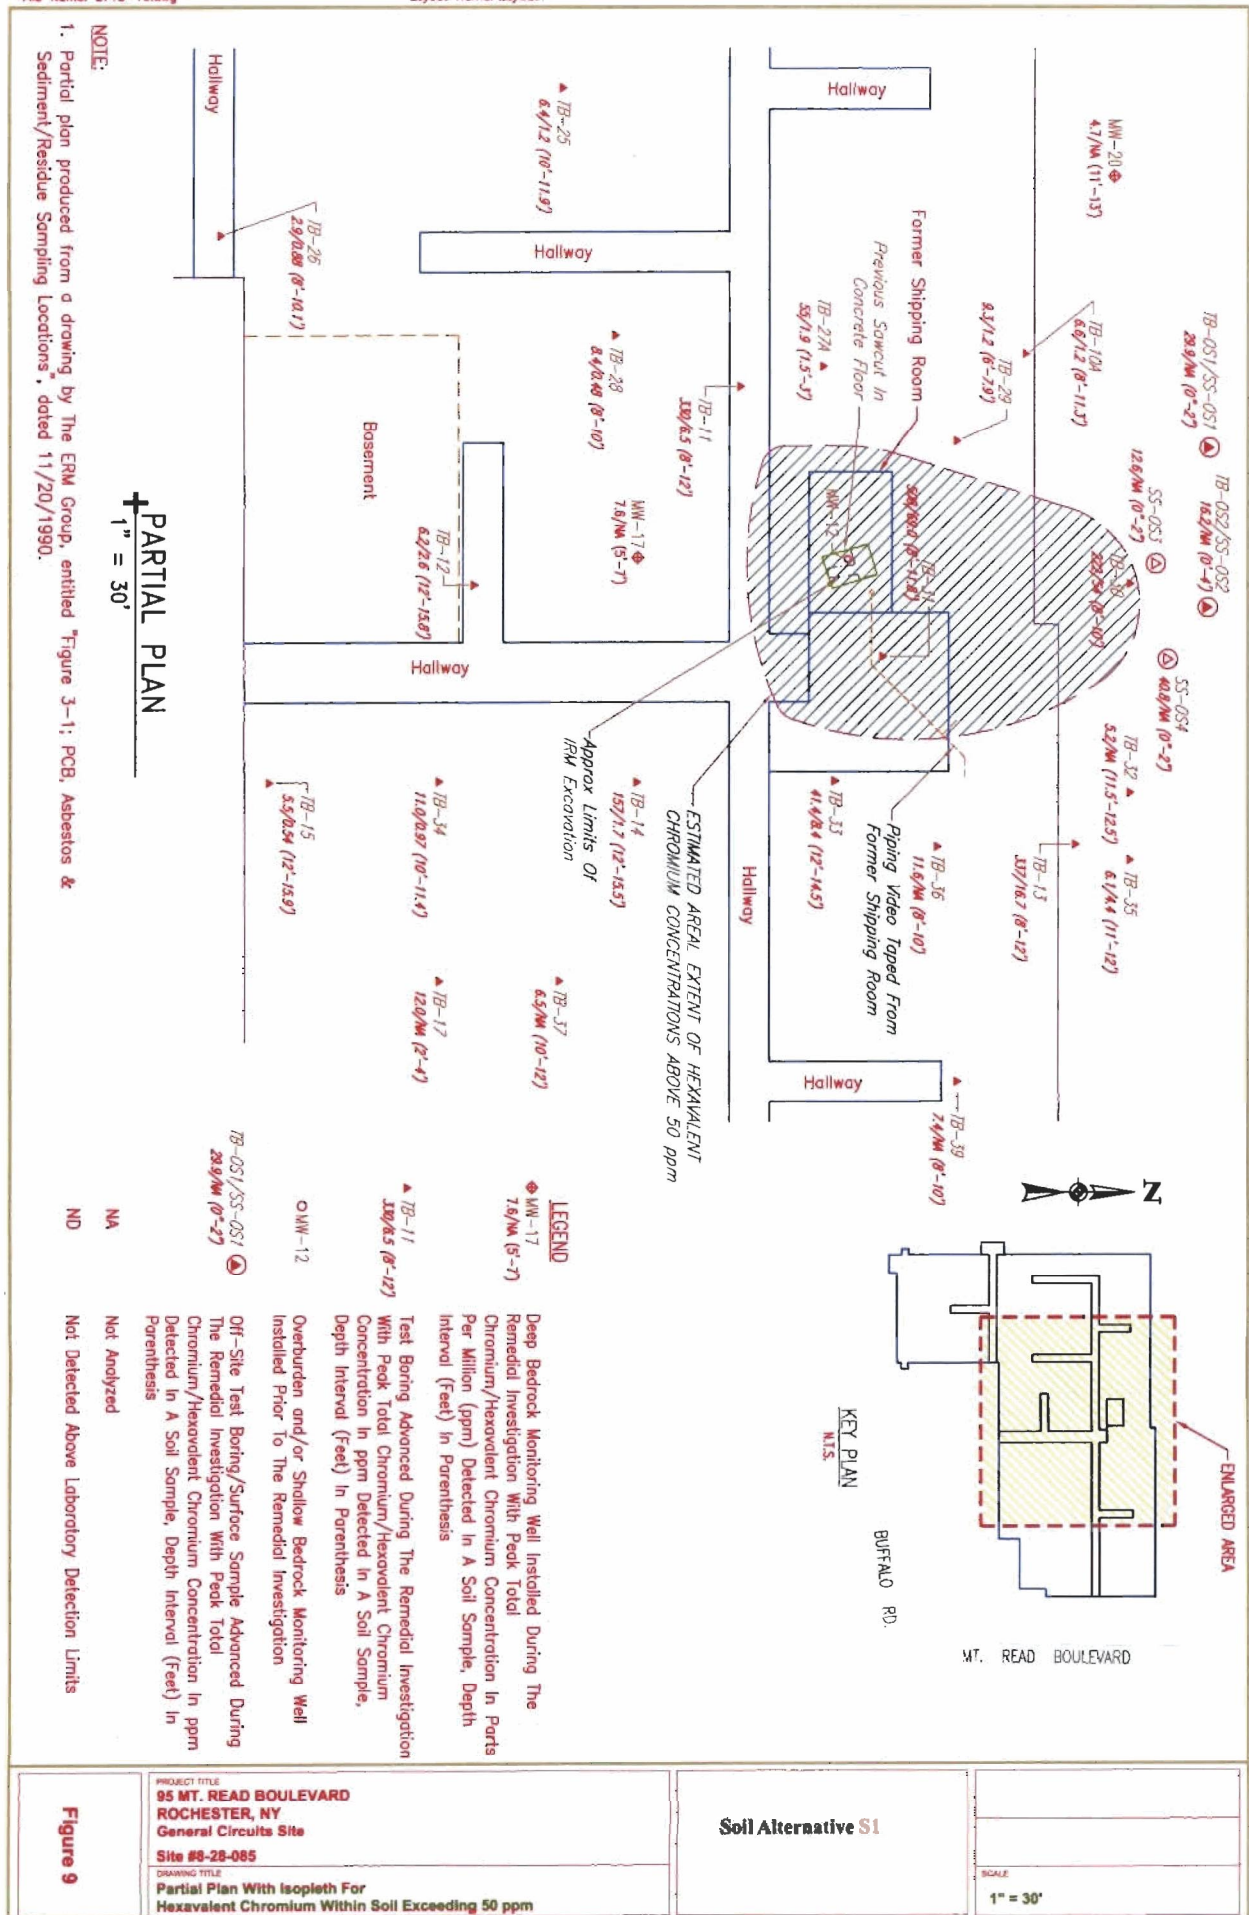 NOTE:
1. Partial plan produced from a drawing by The ERM Group, entitled "Figure 3-1; PCB, Asbestos &
Sediment/Residue Sampling Locations", dated 11/20/1990.
PARTIAL PLAN
1" = 30'
MW-20
4.7/NA (11'-13')
TB-OS1/SS-OS1
29.9/NA (0"-2")
TB-OS2/SS-OS2
16.2/NA (0'-4')
SS-OS3
12.6/NA (0"-2")
SS-OS4
40.8/NA (0"-2")
TB-10A
6.6/1.2 (8'-11.3')
TB-29
9.3/1.2 (6'-7.9')
222/54 (8'-10')
TB-32
5.2/NA (11.5'-12.5')
TB-35
6.1/4.4 (11'-12')
TB-13
337/16.7 (8'-12')
Hallway
Former Shipping Room
Previous Sawcut In
Concrete Floor
TB-27A
55/1.9 (1.5'-3')
TB-31
MW-12
Piping Video Taped From
Former Shipping Room
TB-36
11.6/NA (8'-10')
TB-33
41.4/8.4 (12'-14.5')
TB-39
7.4/NA (8'-10')
Hallway
Hallway
ESTIMATED AREAL EXTENT OF HEXAVALENT
CHROMIUM CONCENTRATIONS ABOVE 50 ppm
Approx Limits Of
IRM Excavation
TB-11
330/6.5 (8'-12')
TB-25
6.4/1.2 (10'-11.9')
Hallway
TB-28
8.4/0.48 (8'-10')
MW-17
7.6/NA (5'-7')
TB-14
157/1.7 (12'-15.5')
TB-37
6.5/NA (10'-12')
TB-12
6.2/2.6 (12'-15.8')
Hallway
TB-34
11.0/0.97 (10'-11.4')
TB-17
12.0/NA (2'-4')
Basement
TB-26
2.9/0.88 (8'-10.1')
Hallway
TB-15
5.5/0.54 (12'-15.9')
Z
ENLARGED AREA
KEY PLAN
N.T.S.
BUFFALO RD.
MT. READ BOULEVARD
LEGEND
MW-17
7.6/NA (5'-7')
Deep Bedrock Monitoring Well Installed During The
Remedial Investigation With Peak Total
Chromium/Hexavalent Chromium Concentration In Parts
Per Million (ppm) Detected In A Soil Sample, Depth
Interval (Feet) In Parenthesis
TB-11
330/6.5 (8'-12')
Test Boring Advanced During The Remedial Investigation
With Peak Total Chromium/Hexavalent Chromium
Concentration In ppm Detected In A Soil Sample,
Depth Interval (Feet) In Parenthesis
MW-12
Overburden and/or Shallow Bedrock Monitoring Well
Installed Prior To The Remedial Investigation
TB-OS1/SS-OS1
29.9/NA (0"-2")
Off-Site Test Boring/Surface Sample Advanced During
The Remedial Investigation With Peak Total
Chromium/Hexavalent Chromium Concentration In ppm
Detected In A Soil Sample, Depth Interval (Feet) In
Parenthesis
NA
Not Analyzed
ND
Not Detected Above Laboratory Detection Limits
Figure 9
PROJECT TITLE
95 MT. READ BOULEVARD
ROCHESTER, NY
General Circuits Site
Site #8-28-085
DRAWING TITLE
Partial Plan With Isopleth For
Hexavalent Chromium Within Soil Exceeding 50 ppm
Soil Alternative S1
SCALE
1" = 30'